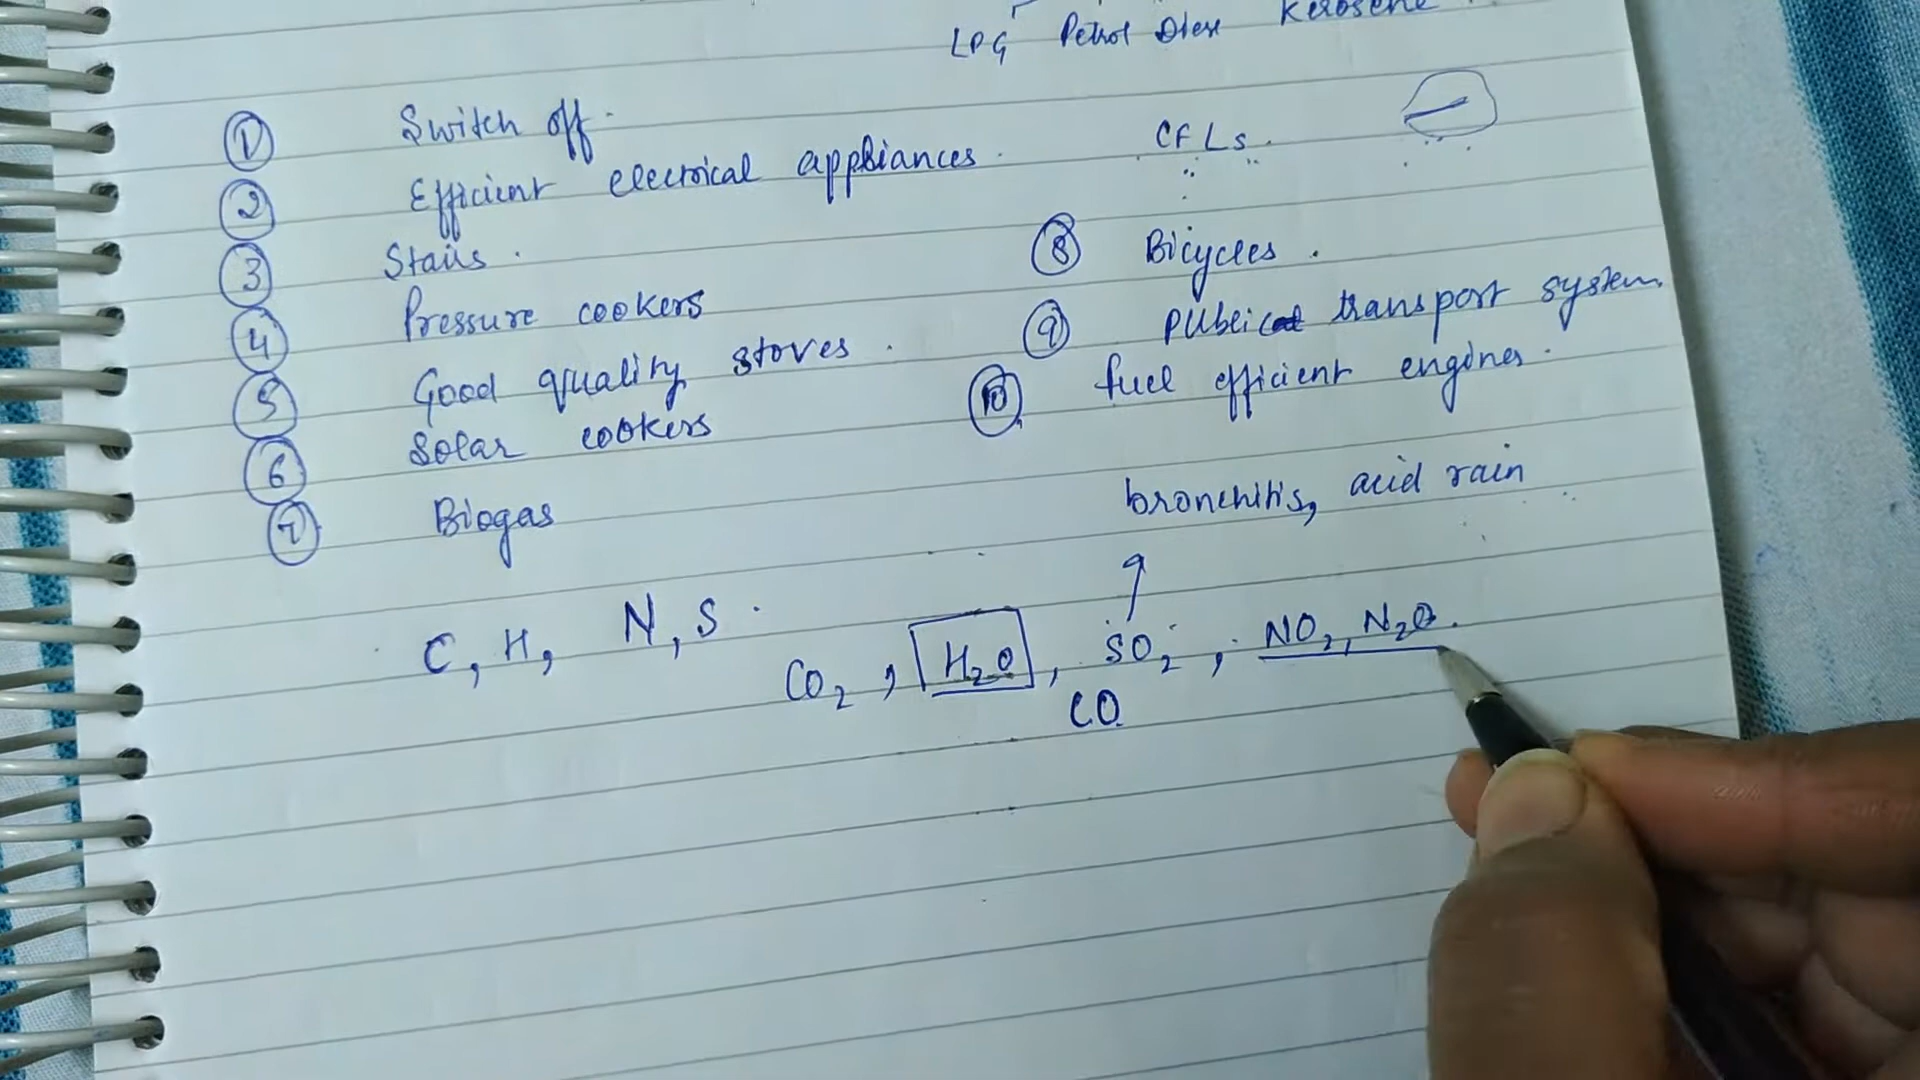 LPG Petrol Diesel Kerosene
① Switch off.
② Efficient electrical appliances. CFLs.
③ Stairs.
④ Pressure cookers
⑤ Good quality stoves.
⑥ Solar cookers
⑦ Biogas
⑧ Bicycles.
⑨ Public transport system.
⑩ fuel efficient engines.
bronchitis, acid rain
C, H, N, S.
CO₂, H₂O, SO₂, NO₂, N₂O.
CO